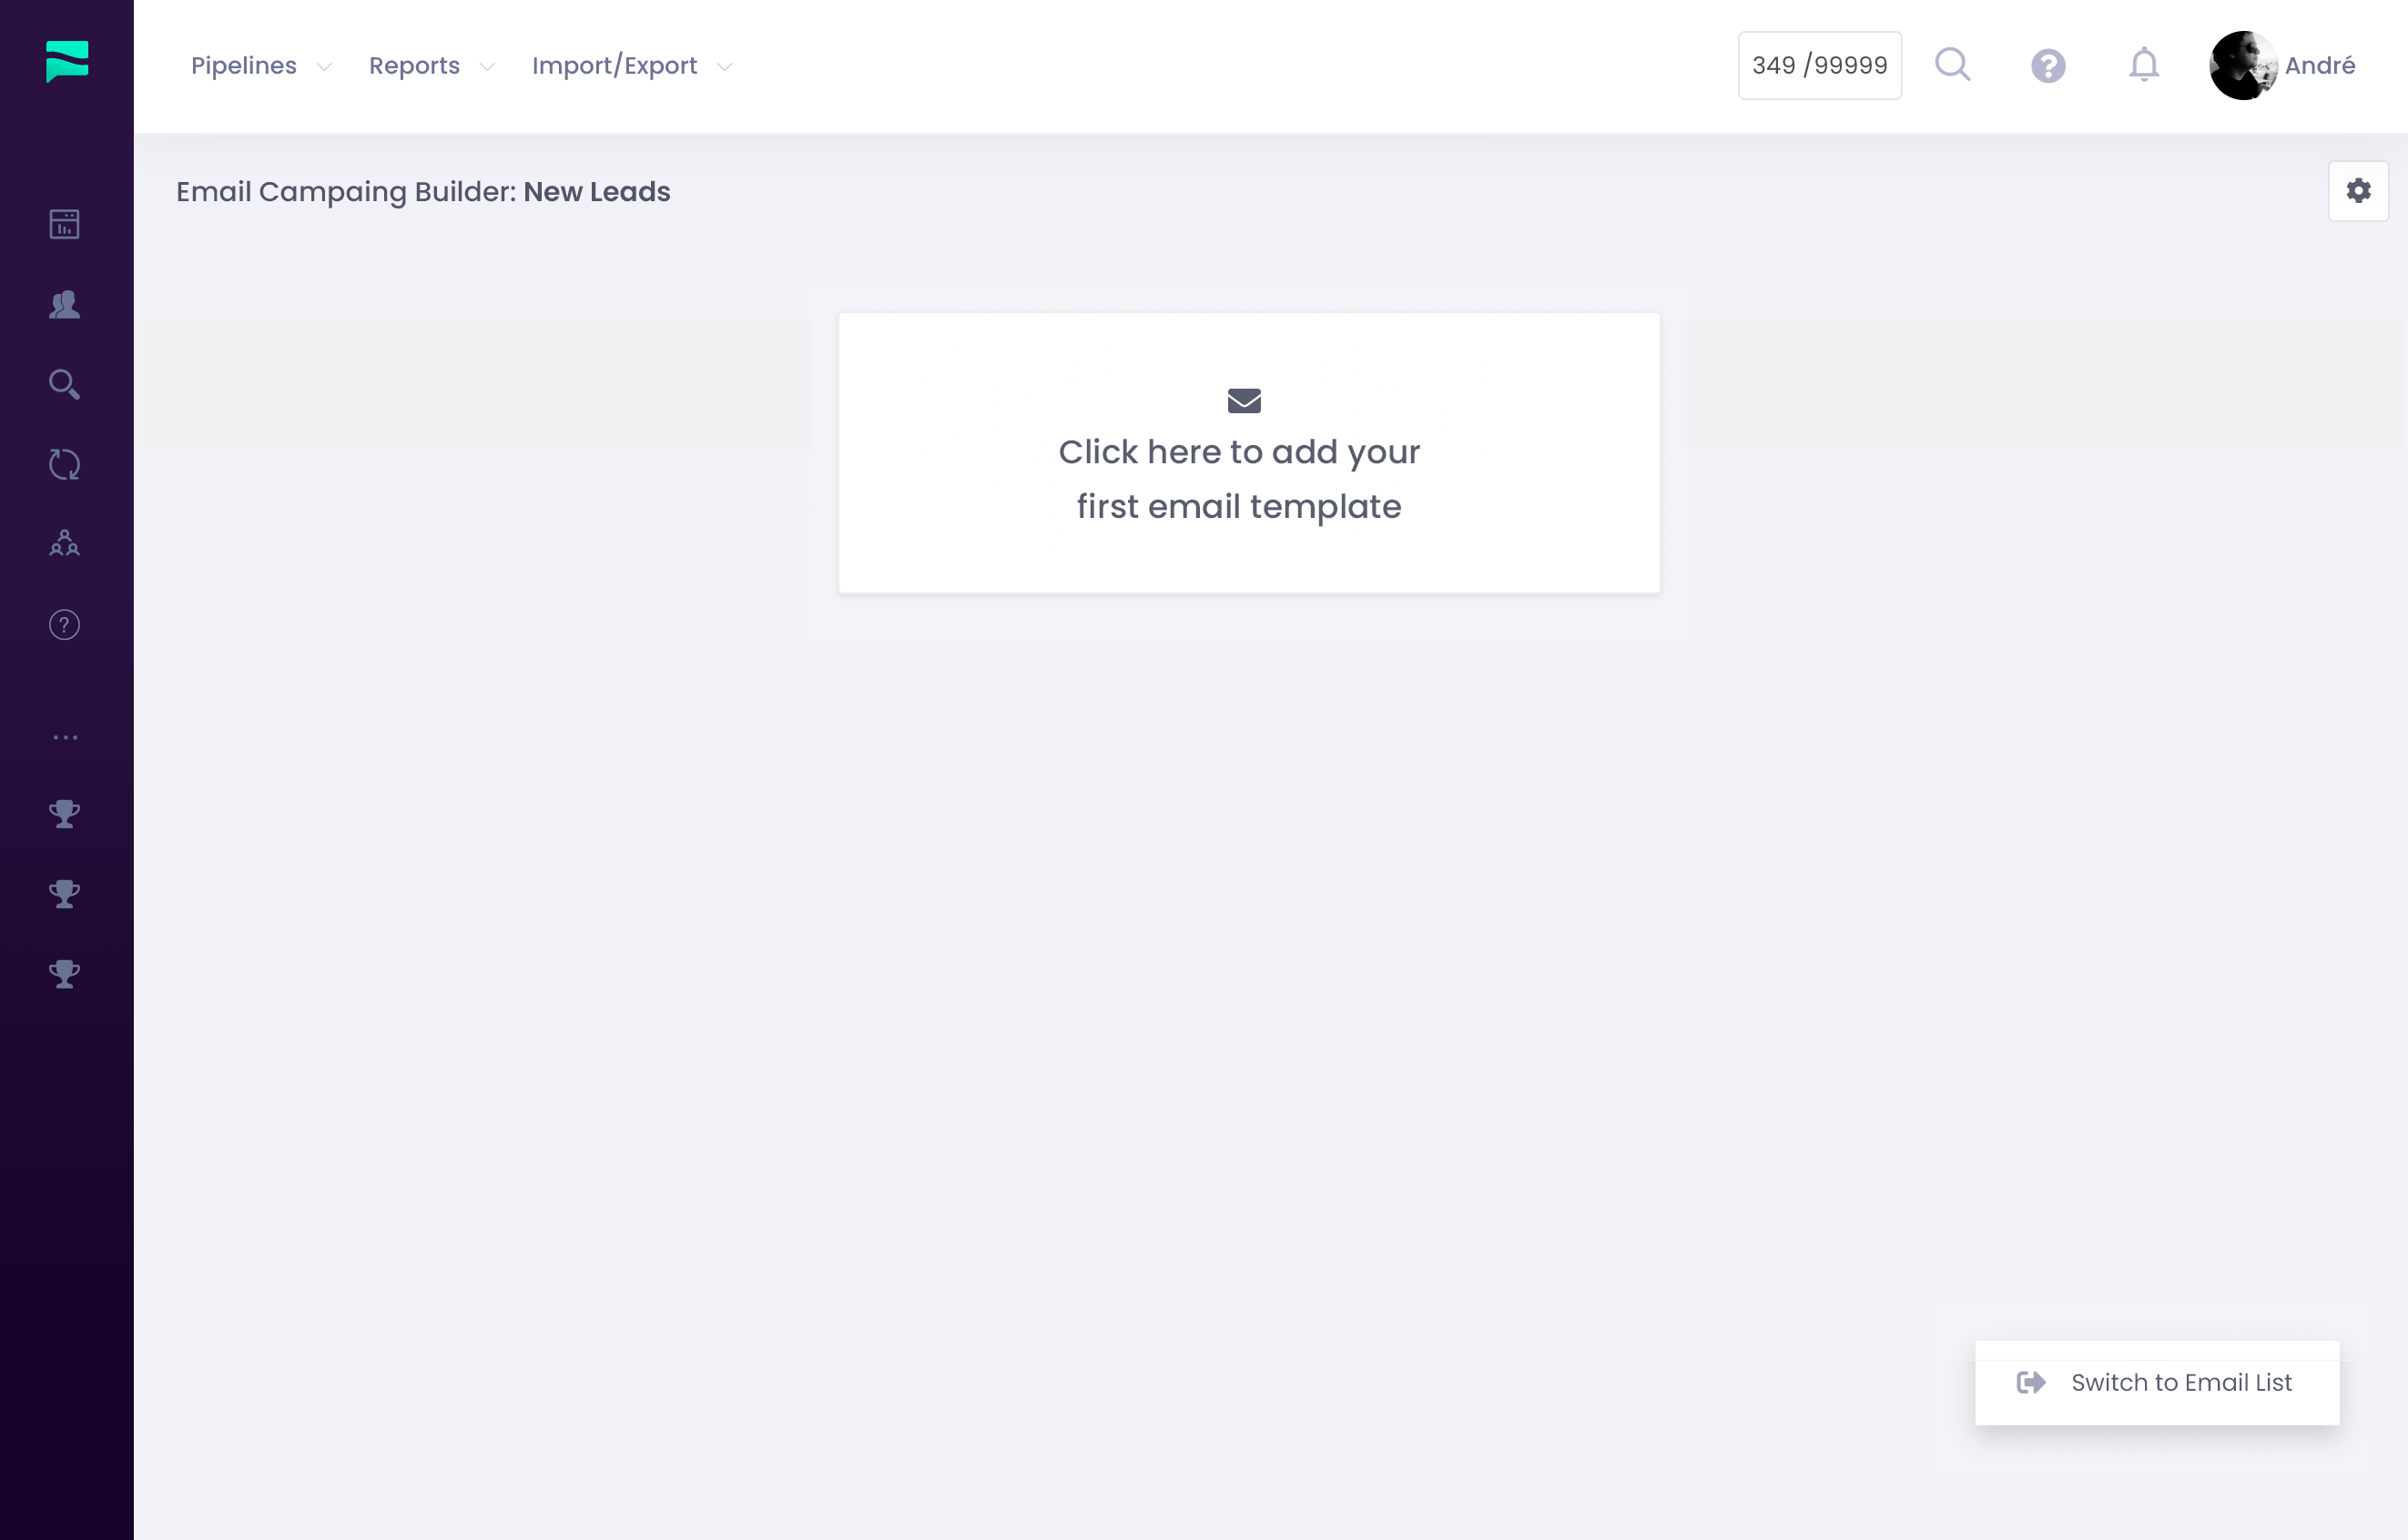 Pipelines
Reports
Import/Export
349 /99999
André
Email Campaing Builder: New Leads
Click here to add your
first email template
Switch to Email List